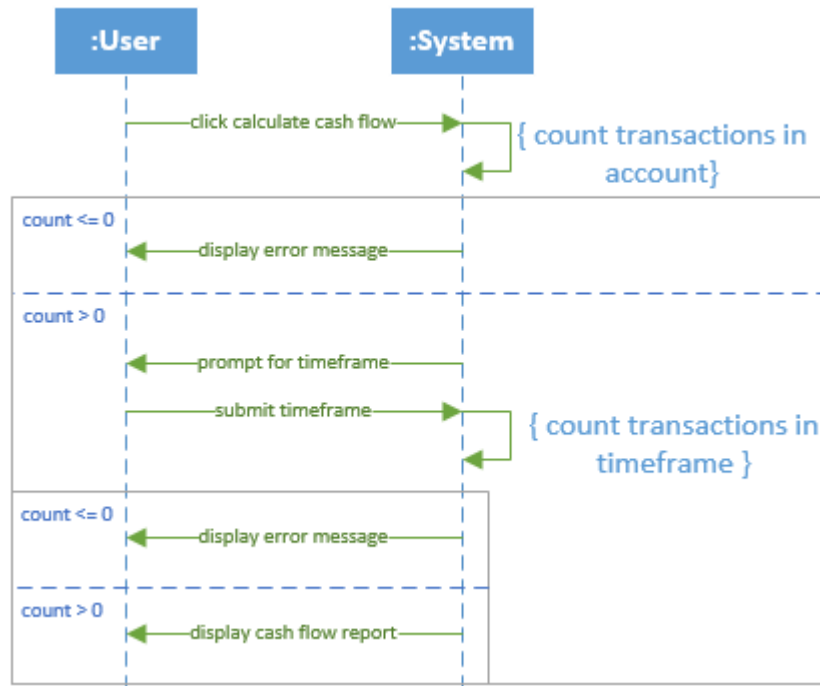 :User
:System
click calculate cash flow
{ count transactions in
account}
count <= 0
display error message
count > 0
prompt for timeframe
submit timeframe
{ count transactions in
timeframe }
count <= 0
display error message
count > 0
display cash flow report